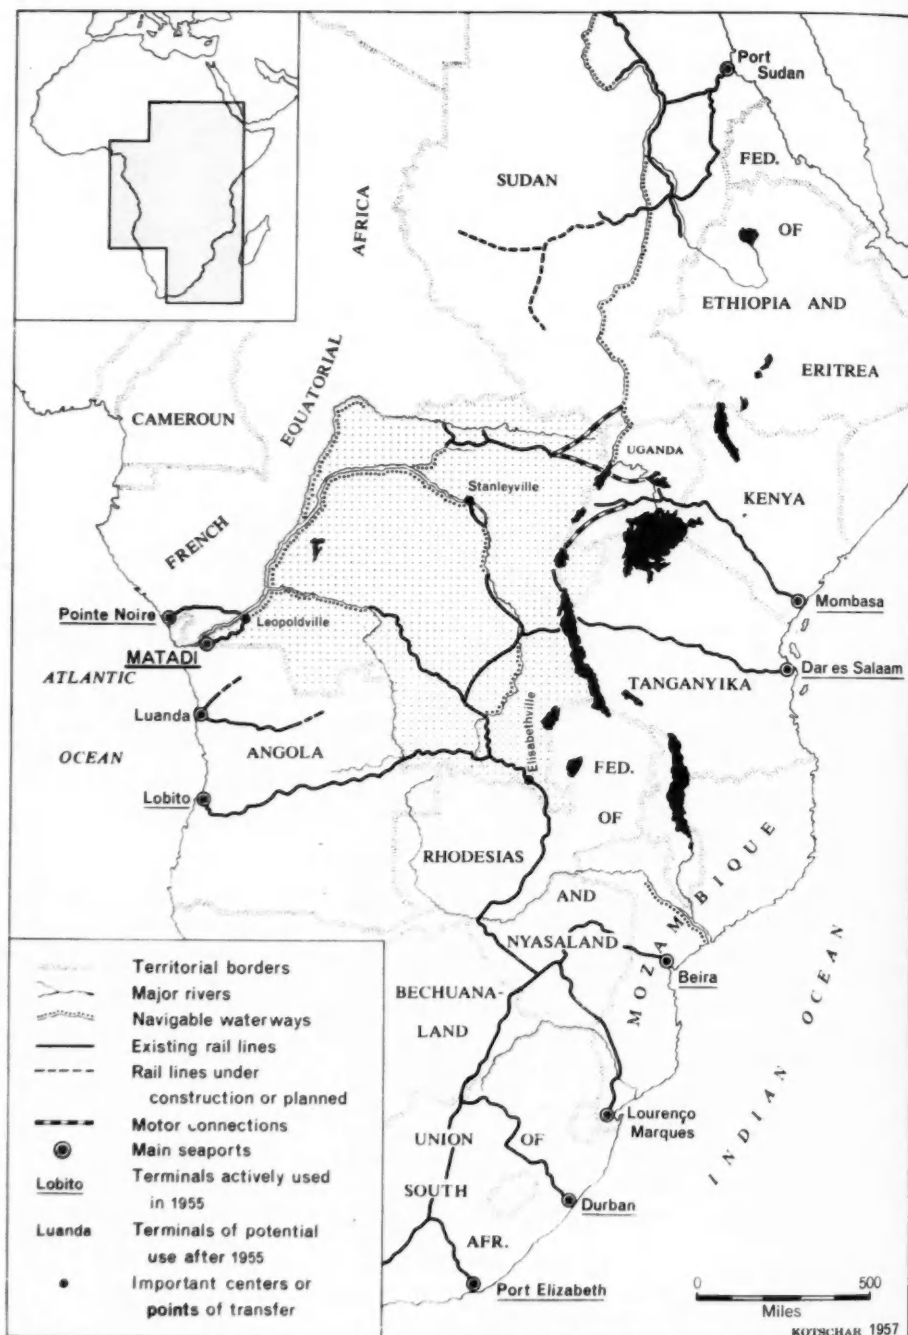 Port
Sudan
SUDAN
FED.
OF
ETHIOPIA AND
ERITREA
AFRICA
EQUATORIAL
FRENCH
CAMEROUN
UGANDA
KENYA
Stanleyville
Pointe Noire
Leopoldville
MATADI
Mombasa
Dar es Salaam
TANGANYIKA
ATLANTIC
OCEAN
Luanda
ANGOLA
Elisabethville
Lobito
FED.
OF
RHODESIAS
AND
NYASALAND
MOZAMBIQUE
Beira
INDIAN OCEAN
BECHUANA-
LAND
Lourenço
Marques
UNION
OF
SOUTH
AFR.
Durban
Port Elizabeth
Territorial borders
Major rivers
Navigable waterways
Existing rail lines
Rail lines under
construction or planned
Motor connections
Main seaports
Lobito
Terminals actively used
in 1955
Luanda
Terminals of potential
use after 1955
Important centers or
points of transfer
0 500
Miles
KOTSCHAR 1957